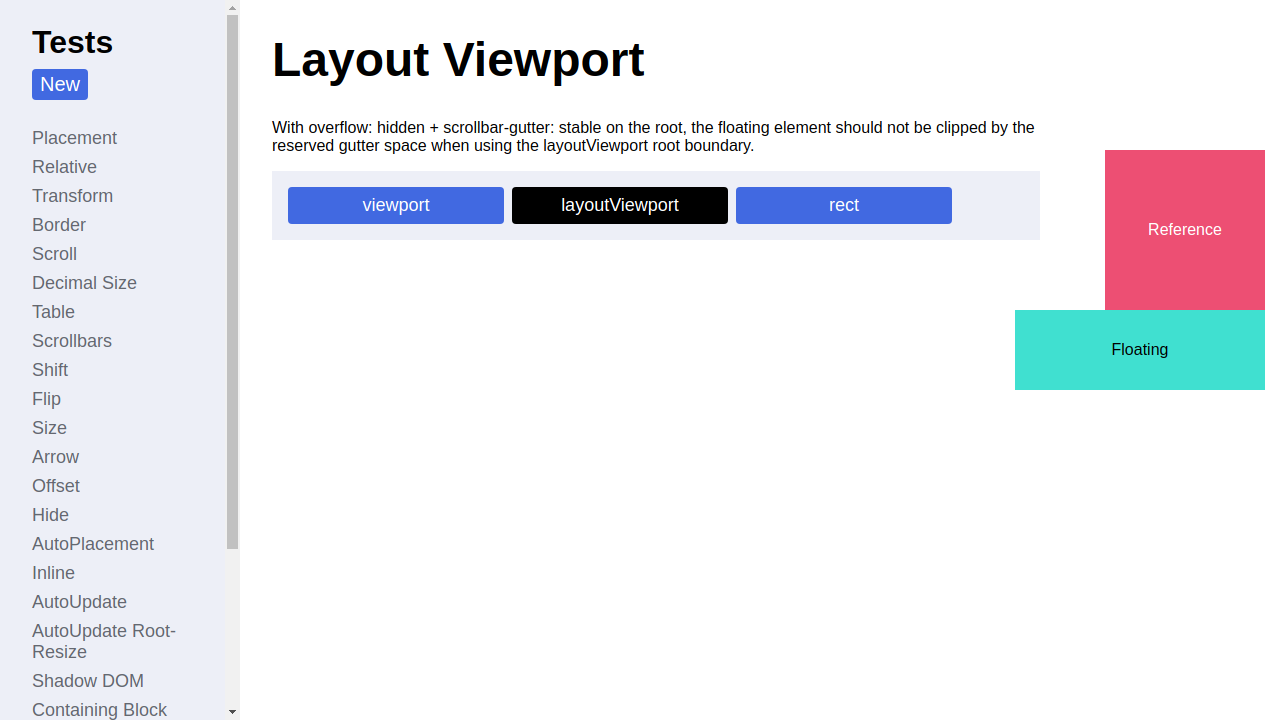 Tests
New
Placement
Relative
Transform
Border
Scroll
Decimal Size
Table
Scrollbars
Shift
Flip
Size
Arrow
Offset
Hide
AutoPlacement
Inline
AutoUpdate
AutoUpdate Root-
Resize
Shadow DOM
Containing Block
Layout Viewport
With overflow: hidden + scrollbar-gutter: stable on the root, the floating element should not be clipped by the
reserved gutter space when using the layoutViewport root boundary.
viewport
layoutViewport
rect
Reference
Floating